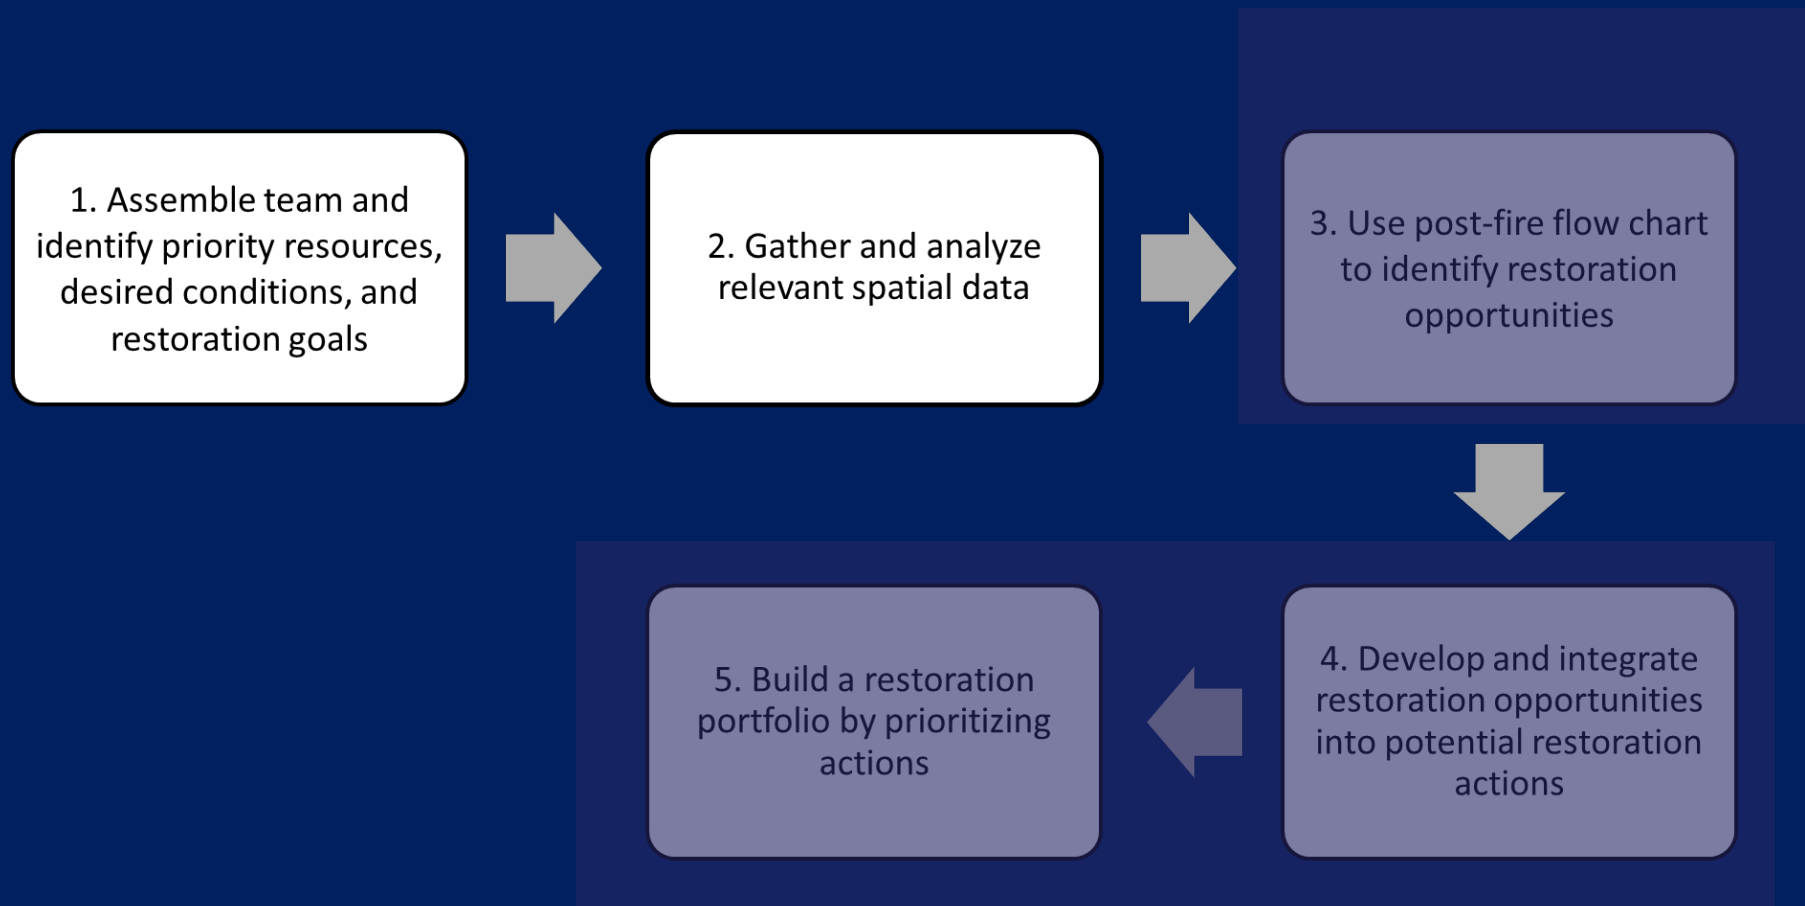 1. Assemble team and
identify priority resources,
desired conditions, and
restoration goals
2. Gather and analyze
relevant spatial data
3. Use post-fire flow chart
to identify restoration
opportunities
4. Develop and integrate
restoration opportunities
into potential restoration
actions
5. Build a restoration
portfolio by prioritizing
actions